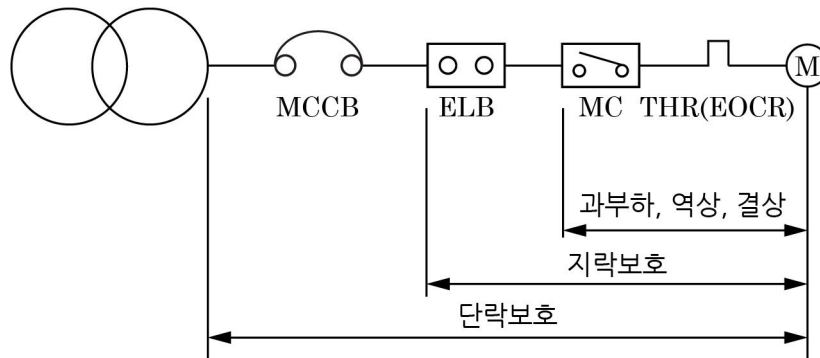 M
MCCB
ELB
MC
THR(EOCR)
과부하, 역상, 결상
지락보호
단락보호